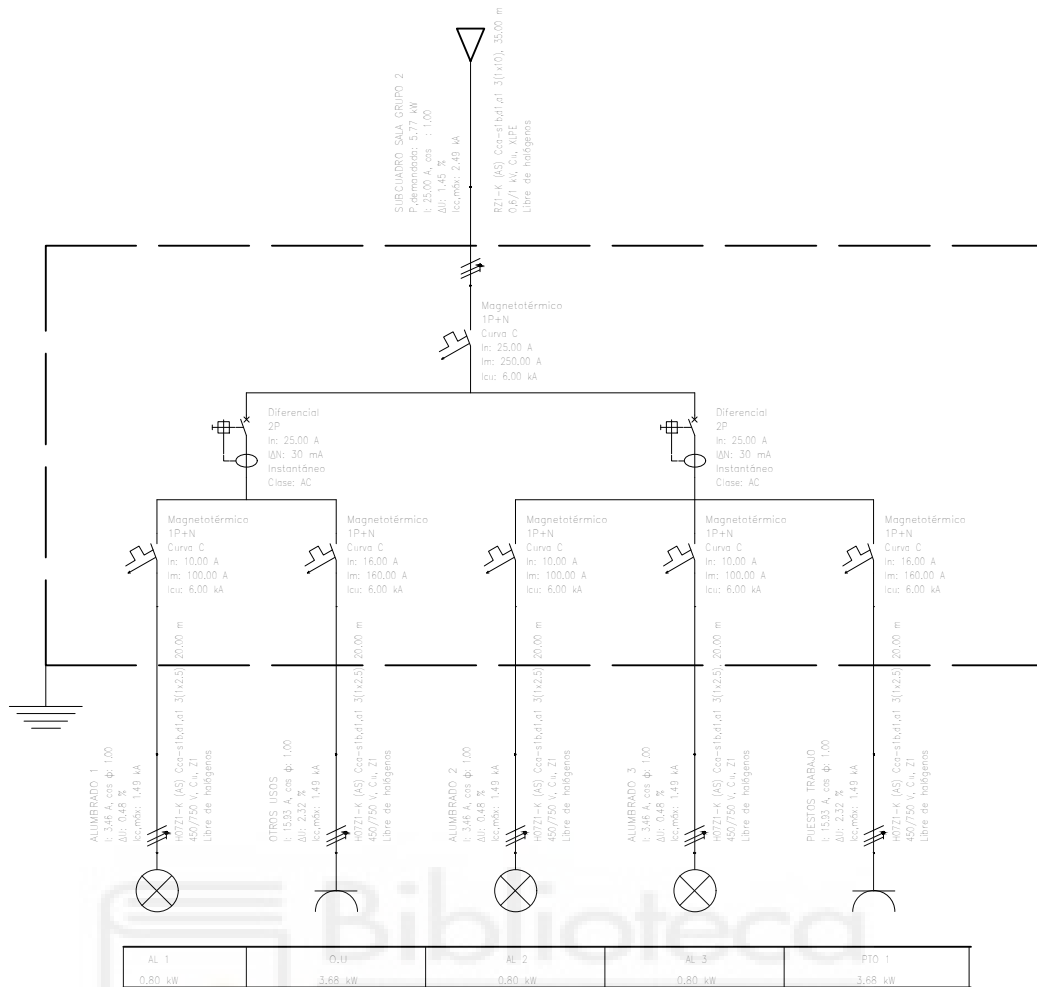 SUBCUADRO SALA GRUPO 2
P.demandada: 5,77 kW
I: 25,00 A, cos : 1,00
ΔU: 1,45 %
Icc,máx: 2,49 kA
RZ1-K (AS) Cca-s1b,d1,a1 3(1x10), 35,00 m
0,6/1 kV, Cu, XLPE
Libre de halógenos
Magnetotérmico
1P+N
Curva C
In: 25,00 A
Im: 250,00 A
Icu: 6,00 kA
Diferencial
2P
In: 25,00 A
IΔN: 30 mA
Instantáneo
Clase: AC
Diferencial
2P
In: 25,00 A
IΔN: 30 mA
Instantáneo
Clase: AC
Magnetotérmico
1P+N
Curva C
In: 10,00 A
Im: 100,00 A
Icu: 6,00 kA
Magnetotérmico
1P+N
Curva C
In: 16,00 A
Im: 160,00 A
Icu: 6,00 kA
Magnetotérmico
1P+N
Curva C
In: 10,00 A
Im: 100,00 A
Icu: 6,00 kA
Magnetotérmico
1P+N
Curva C
In: 10,00 A
Im: 100,00 A
Icu: 6,00 kA
Magnetotérmico
1P+N
Curva C
In: 16,00 A
Im: 160,00 A
Icu: 6,00 kA
ALUMBRADO 1
I: 3,46 A, cos φ: 1,00
ΔU: 0,48 %
Icc,máx: 1,49 kA
H07Z1-K (AS) Cca-s1b,d1,a1 3(1x2,5), 20,00 m
450/750 V, Cu, Z1
Libre de halógenos
OTROS USOS
I: 15,93 A, cos φ: 1,00
ΔU: 2,32 %
Icc,máx: 1,49 kA
H07Z1-K (AS) Cca-s1b,d1,a1 3(1x2,5), 20,00 m
450/750 V, Cu, Z1
Libre de halógenos
ALUMBRADO 2
I: 3,46 A, cos φ: 1,00
ΔU: 0,48 %
Icc,máx: 1,49 kA
H07Z1-K (AS) Cca-s1b,d1,a1 3(1x2,5), 20,00 m
450/750 V, Cu, Z1
Libre de halógenos
ALUMBRADO 3
I: 3,46 A, cos φ: 1,00
ΔU: 0,48 %
Icc,máx: 1,49 kA
H07Z1-K (AS) Cca-s1b,d1,a1 3(1x2,5), 20,00 m
450/750 V, Cu, Z1
Libre de halógenos
PUESTOS TRABAJO
I: 15,93 A, cos φ: 1,00
ΔU: 2,32 %
Icc,máx: 1,49 kA
H07Z1-K (AS) Cca-s1b,d1,a1 3(1x2,5), 20,00 m
450/750 V, Cu, Z1
Libre de halógenos
Biblioteca
AL 1 O.U AL 2 AL 3 PTO 1
0,80 kW 3,68 kW 0,80 kW 0,80 kW 3,68 kW